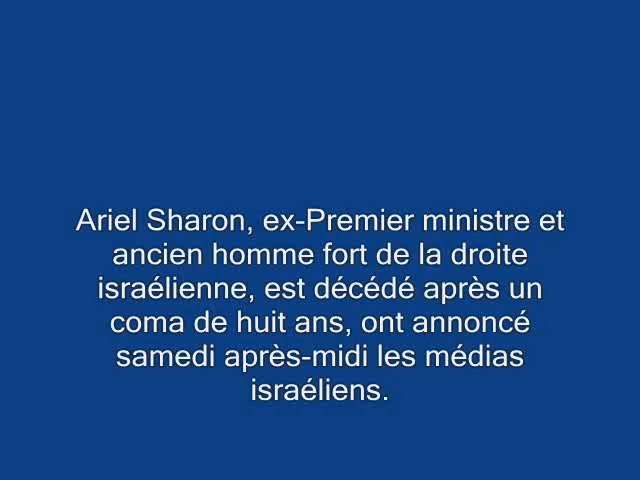 Ariel Sharon, ex-Premier ministre et
ancien homme fort de la droite
israélienne, est décédé après un
coma de huit ans, ont annoncé
samedi après-midi les médias
israéliens.